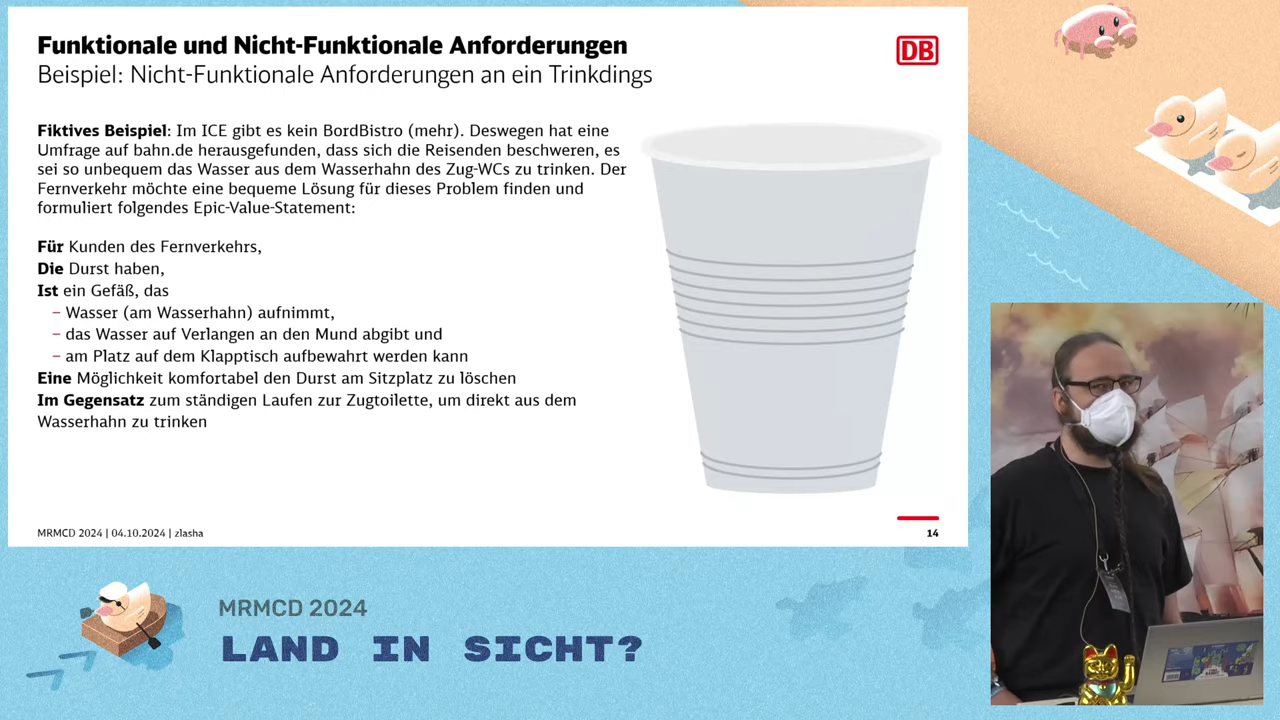 Funktionale und Nicht-Funktionale Anforderungen
Beispiel: Nicht-Funktionale Anforderungen an ein Trinkdings
DB
Fiktives Beispiel: Im ICE gibt es kein BordBistro (mehr). Deswegen hat eine
Umfrage auf bahn.de herausgefunden, dass sich die Reisenden beschweren, es
sei so unbequem das Wasser aus dem Wasserhahn des Zug-WCs zu trinken. Der
Fernverkehr möchte eine bequeme Lösung für dieses Problem finden und
formuliert folgendes Epic-Value-Statement:
Für Kunden des Fernverkehrs,
Die Durst haben,
Ist ein Gefäß, das
– Wasser (am Wasserhahn) aufnimmt,
– das Wasser auf Verlangen an den Mund abgibt und
– am Platz auf dem Klapptisch aufbewahrt werden kann
Eine Möglichkeit komfortabel den Durst am Sitzplatz zu löschen
Im Gegensatz zum ständigen Laufen zur Zugtoilette, um direkt aus dem
Wasserhahn zu trinken
MRMCD 2024 | 04.10.2024 | zlasha
14
MRMCD 2024
LAND IN SICHT?